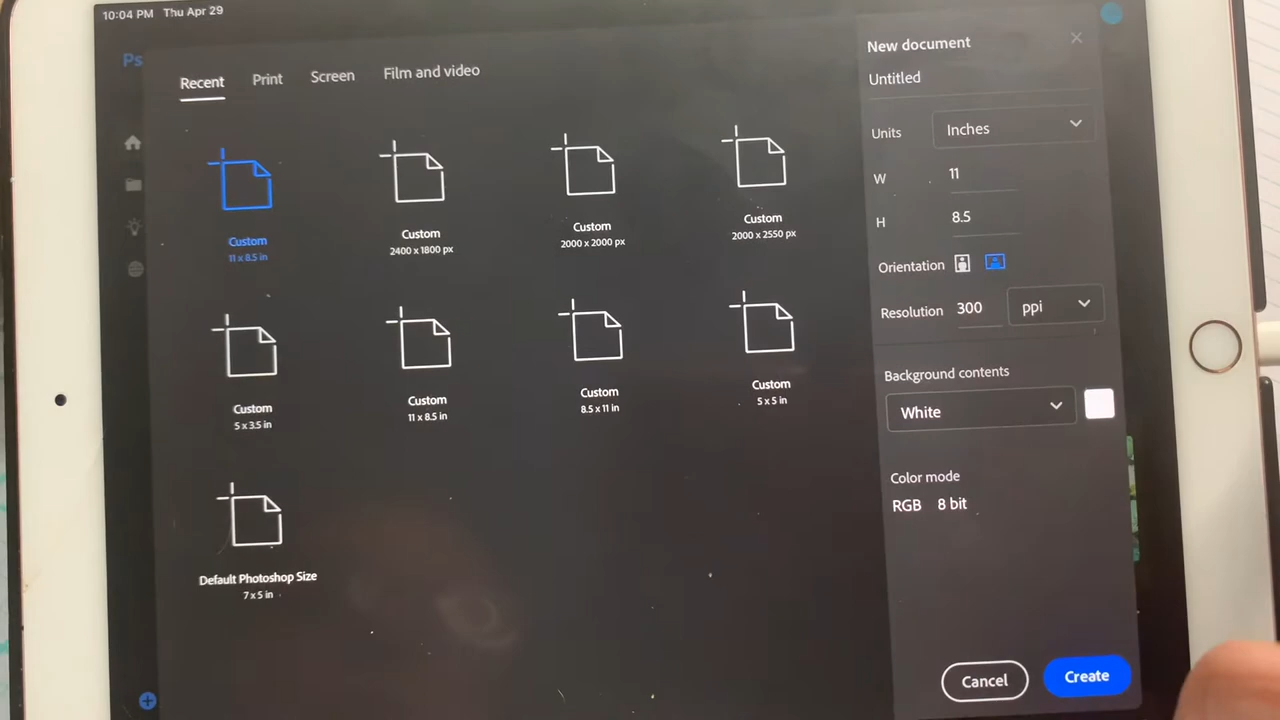 10:04 PM Thu Apr 29
Ps
Recent Print Screen Film and video
Custom
11 x 8.5 in
Custom
2400 x 1800 px
Custom
2000 x 2000 px
Custom
2000 x 2550 px
Custom
5 x 3.5 in
Custom
11 x 8.5 in
Custom
8.5 x 11 in
Custom
5 x 5 in
Default Photoshop Size
7 x 5 in
New document
Untitled
Units Inches
W 11
H 8.5
Orientation
Resolution 300 ppi
Background contents
White
Color mode
RGB 8 bit
Cancel Create